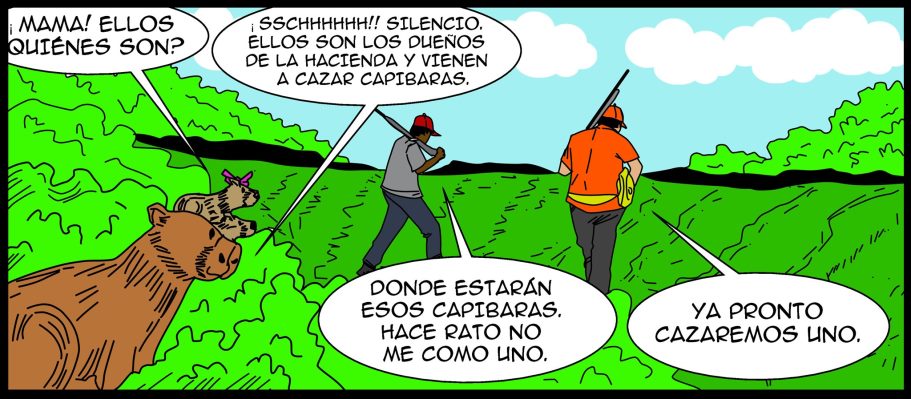 ¡ MAMA! ELLOS
QUIÉNES SON?
¡ SSCHHHHHH!! SILENCIO.
ELLOS SON LOS DUEÑOS
DE LA HACIENDA Y VIENEN
A CAZAR CAPIBARAS.
DONDE ESTARÁN
ESOS CAPIBARAS.
HACE RATO NO
ME COMO UNO.
YA PRONTO
CAZAREMOS UNO.